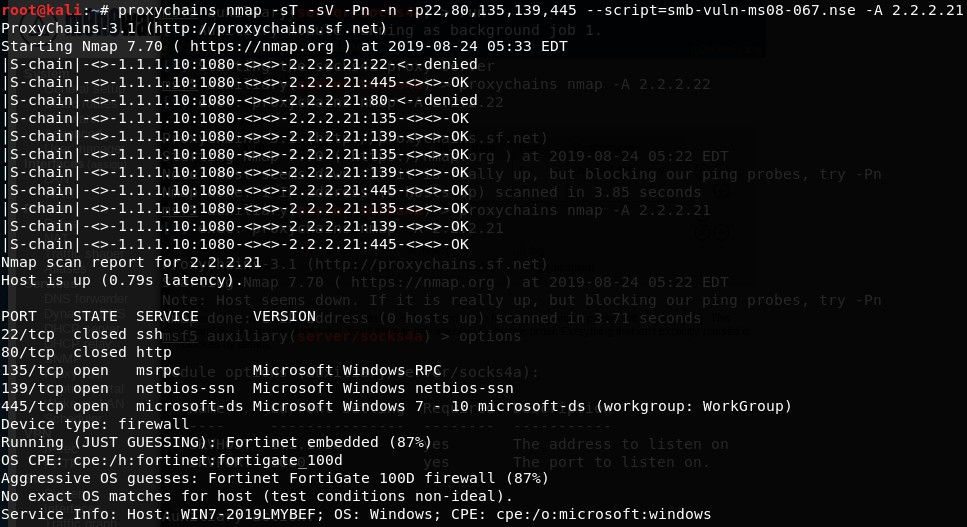 root@kali:~# proxychains nmap -sT -sV -Pn -n -p22,80,135,139,445 --script=smb-vuln-ms08-067.nse -A 2.2.2.21
ProxyChains-3.1 (http://proxychains.sf.net)
Starting Nmap 7.70 ( https://nmap.org ) at 2019-08-24 05:33 EDT
|S-chain|-<>-1.1.1.10:1080-<><>-2.2.2.21:22-<--denied
|S-chain|-<>-1.1.1.10:1080-<><>-2.2.2.21:445-<><>-OK
|S-chain|-<>-1.1.1.10:1080-<><>-2.2.2.21:80-<--denied
|S-chain|-<>-1.1.1.10:1080-<><>-2.2.2.21:135-<><>-OK
|S-chain|-<>-1.1.1.10:1080-<><>-2.2.2.21:139-<><>-OK
|S-chain|-<>-1.1.1.10:1080-<><>-2.2.2.21:135-<><>-OK
|S-chain|-<>-1.1.1.10:1080-<><>-2.2.2.21:139-<><>-OK
|S-chain|-<>-1.1.1.10:1080-<><>-2.2.2.21:445-<><>-OK
|S-chain|-<>-1.1.1.10:1080-<><>-2.2.2.21:135-<><>-OK
|S-chain|-<>-1.1.1.10:1080-<><>-2.2.2.21:139-<><>-OK
|S-chain|-<>-1.1.1.10:1080-<><>-2.2.2.21:445-<><>-OK
Nmap scan report for 2.2.2.21
Host is up (0.79s latency).
PORT    STATE  SERVICE      VERSION
22/tcp  closed ssh
80/tcp  closed http
135/tcp open   msrpc        Microsoft Windows RPC
139/tcp open   netbios-ssn  Microsoft Windows netbios-ssn
445/tcp open   microsoft-ds Microsoft Windows 7 - 10 microsoft-ds (workgroup: WorkGroup)
Device type: firewall
Running (JUST GUESSING): Fortinet embedded (87%)
OS CPE: cpe:/h:fortinet:fortigate_100d
Aggressive OS guesses: Fortinet FortiGate 100D firewall (87%)
No exact OS matches for host (test conditions non-ideal).
Service Info: Host: WIN7-2019LMYBEF; OS: Windows; CPE: cpe:/o:microsoft:windows